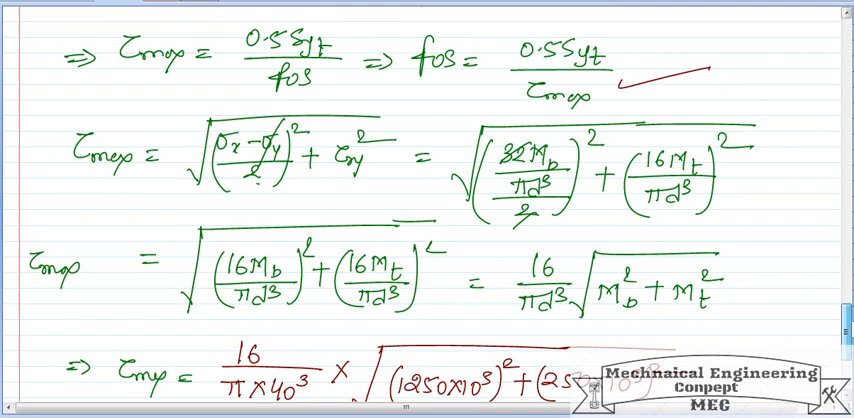 ⇒ τmax = 0.5Syt / fos ⇒ fos = 0.5Syt / τmax
τmax = √(((σx − σy)/2)² + τxy²) = √(((32Mb/πd³)/2)² + (16Mt/πd³)²)
τmax = √((16Mb/πd³)² + (16Mt/πd³)²) = 16/πd³ √(Mb² + Mt²)
⇒ τmax = 16/(π×40³) × √((1250×10³)² + (25
Mechnaical Engineering
Conpept
MEC